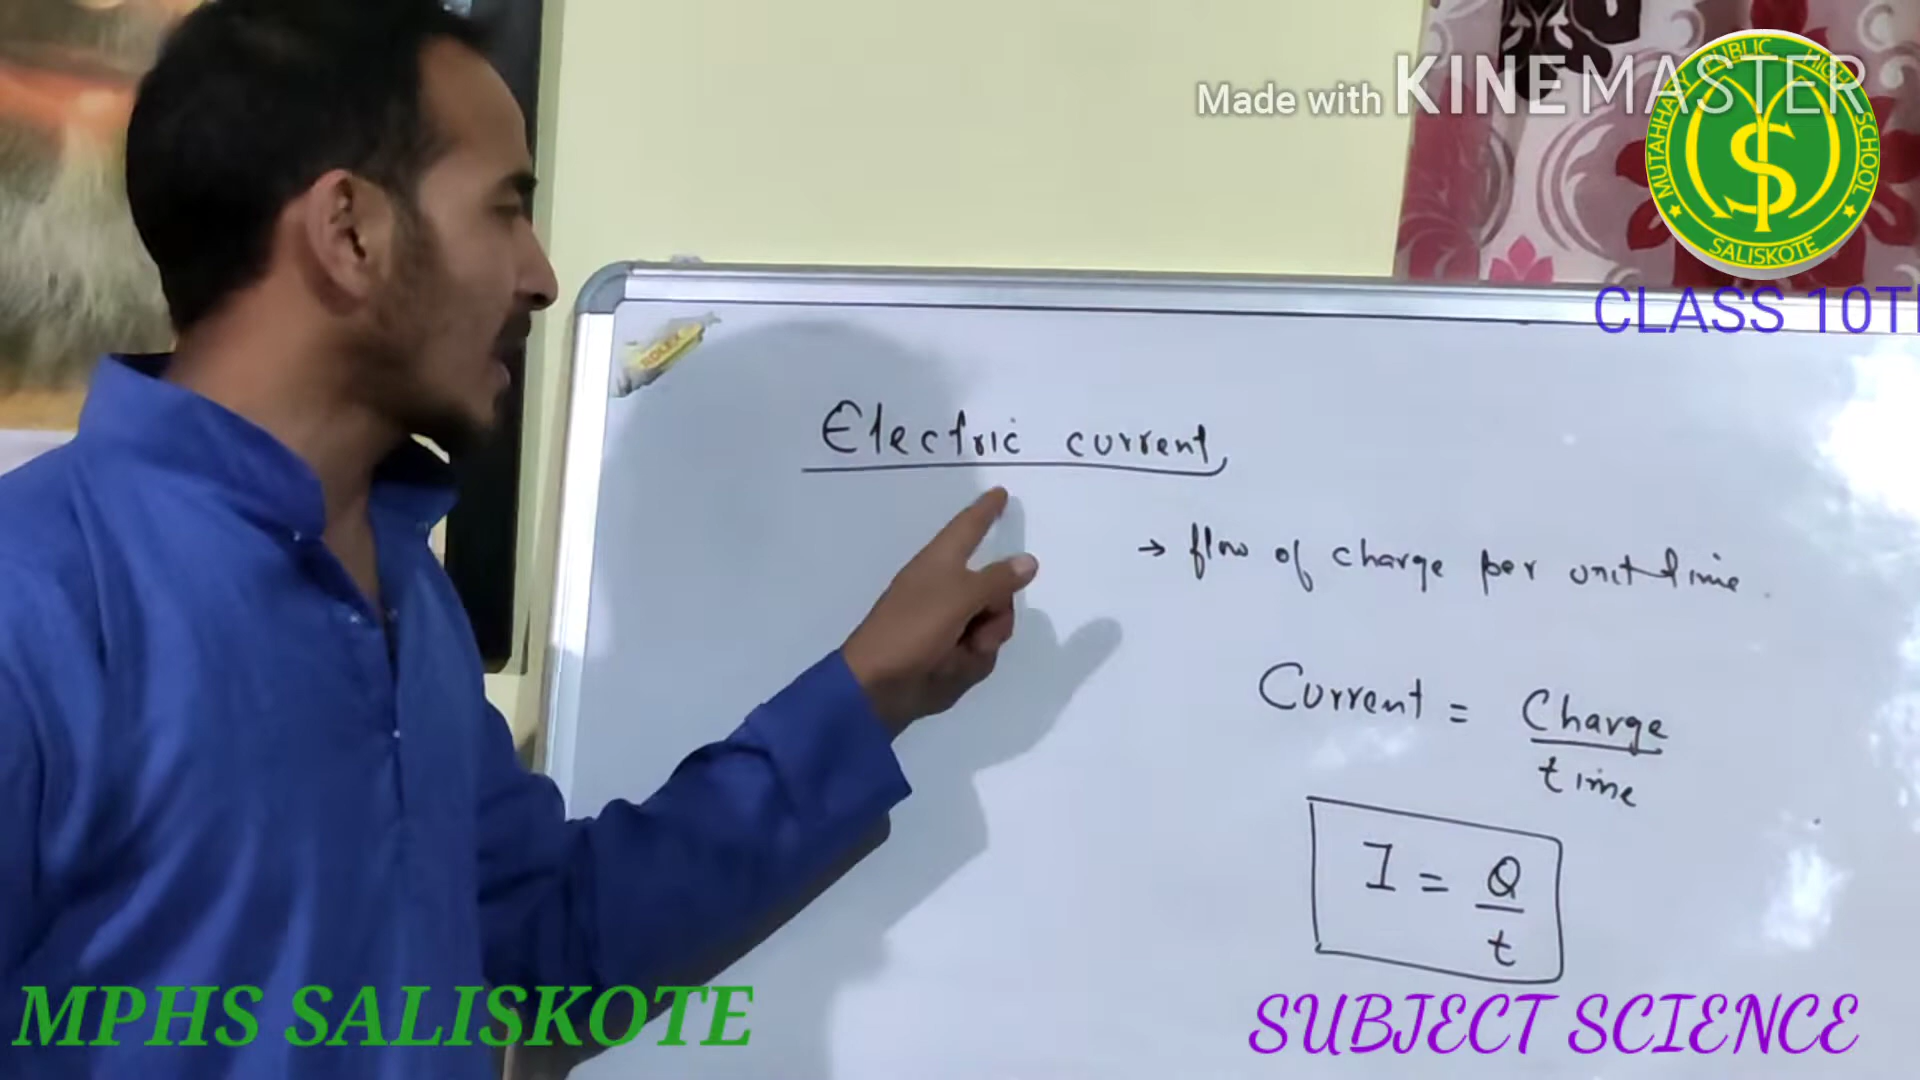 Made with KINEMASTER
MUTAHHARY PUBLIC HIGH SCHOOL
SALISKOTE
CLASS 10T
ROLEX
Electric current
→ flow of charge per unit time.
Current = Charge
time
I = Q
t
MPHS SALISKOTE
SUBJECT SCIENCE